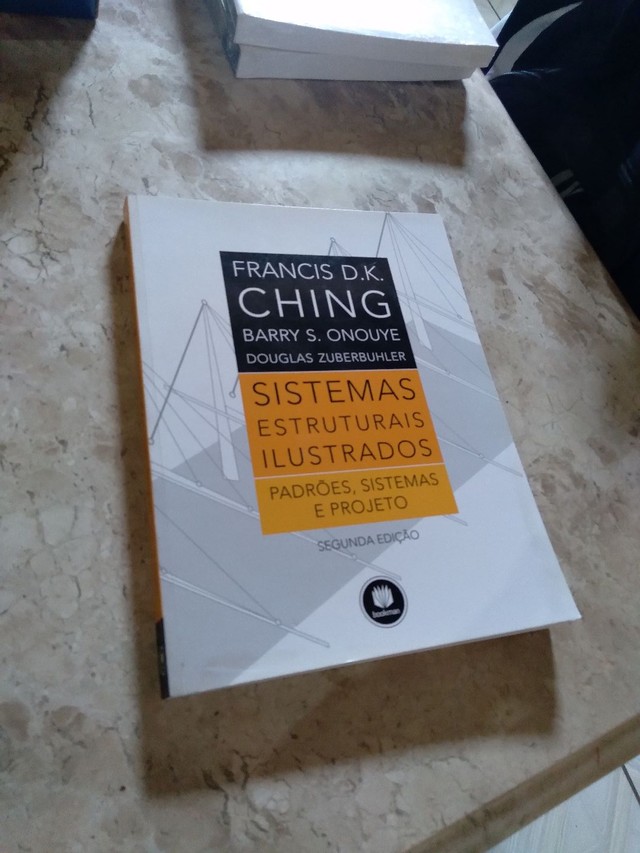 FRANCIS D.K.
CHING
BARRY S. ONOUYE
DOUGLAS ZUBERBUHLER
SISTEMAS
ESTRUTURAIS
ILUSTRADOS
PADRÕES, SISTEMAS
E PROJETO
SEGUNDA EDIÇÃO
bookman